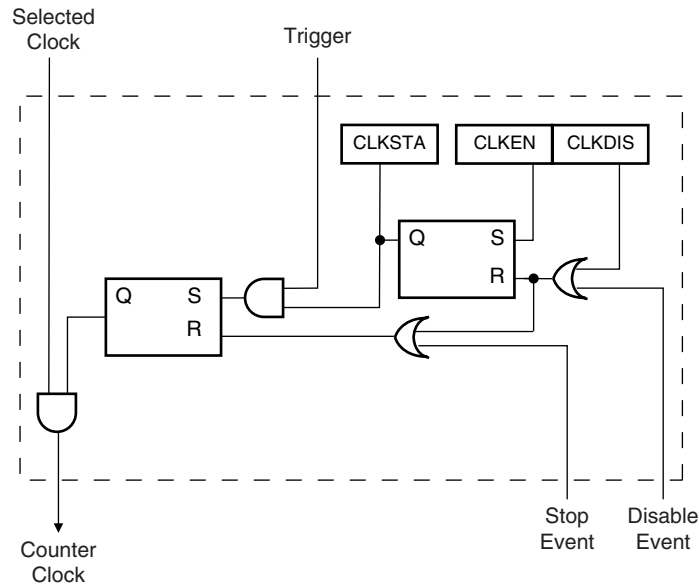 Selected
Clock
Trigger
CLKSTA
CLKEN
CLKDIS
Q
S
R
Q
S
R
Stop
Event
Disable
Event
Counter
Clock